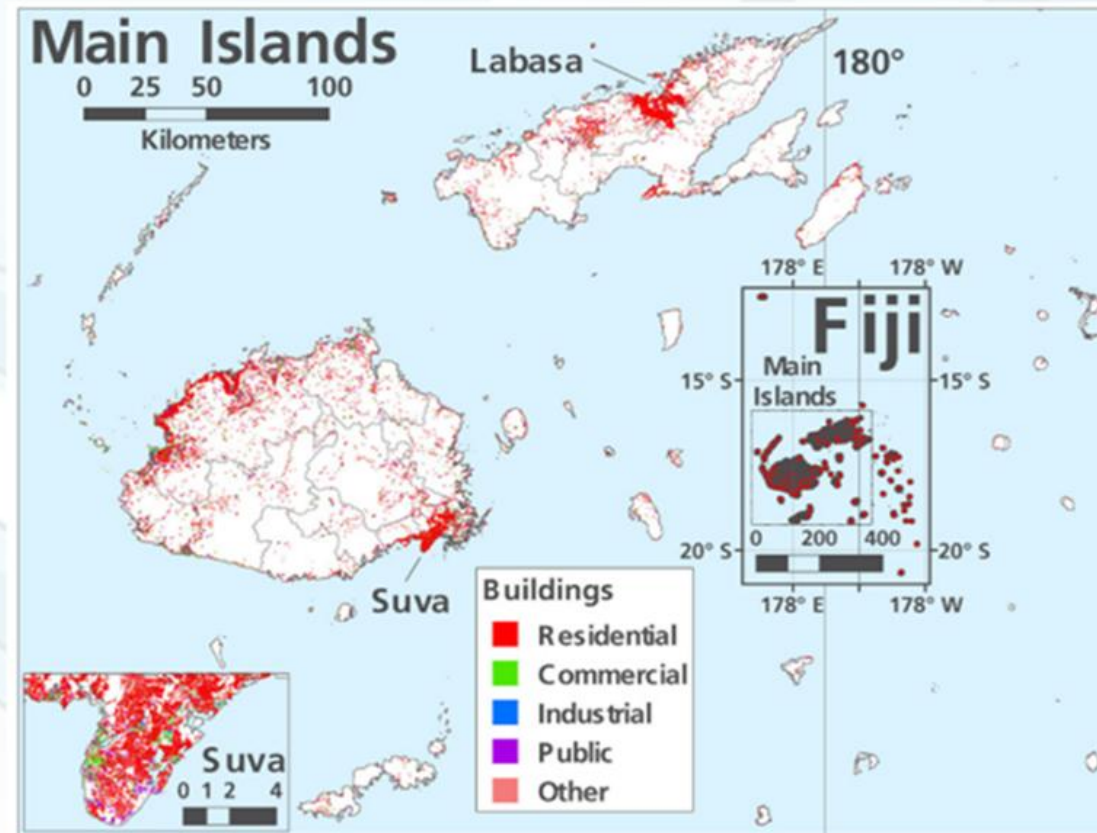 Main Islands
0 25 50 100
Kilometers
Labasa
180°
178° E 178° W
Fiji
Main
Islands
15° S 15° S
0 200 400
20° S 20° S
178° E 178° W
Suva
Buildings
Residential
Commercial
Industrial
Public
Other
Suva
0 1 2 4